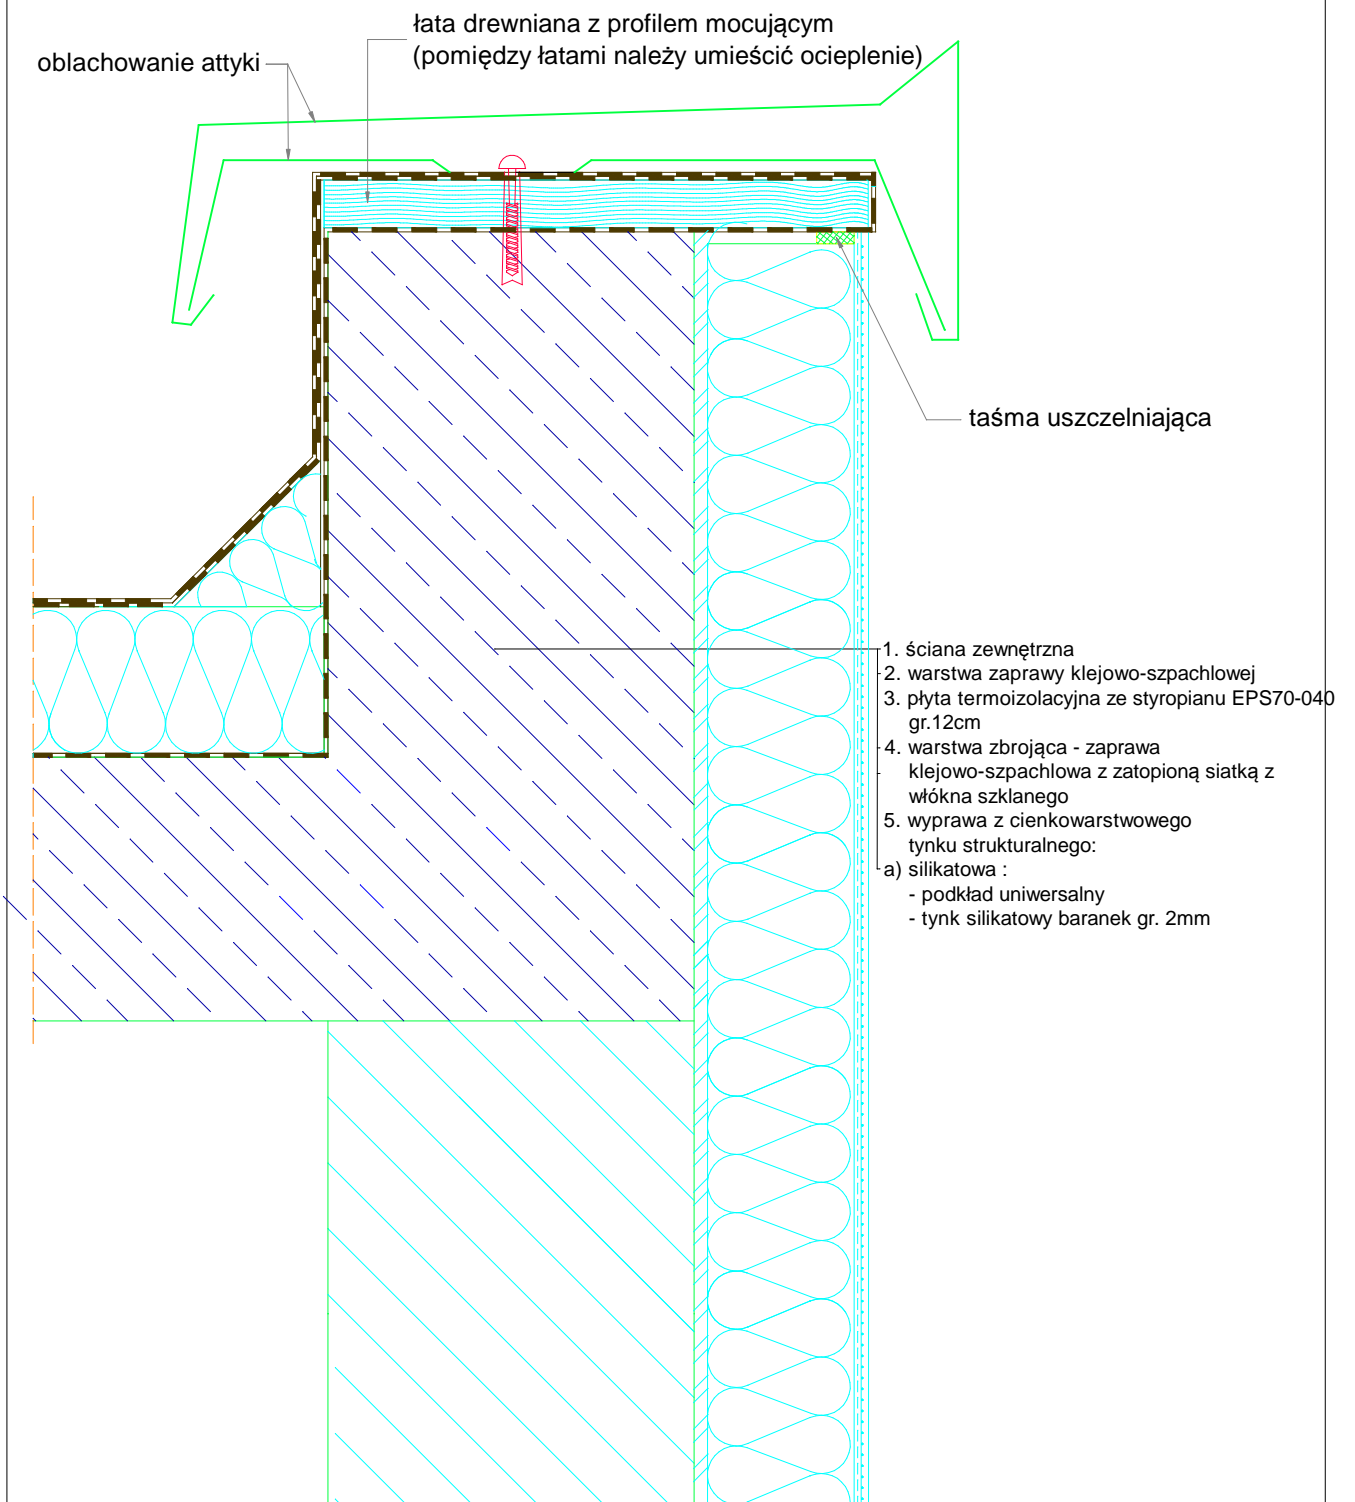 łata drewniana z profilem mocującym
(pomiędzy łatami należy umieścić ocieplenie)
oblachowanie attyki
taśma uszczelniająca
1. ściana zewnętrzna
2. warstwa zaprawy klejowo-szpachlowej
3. płyta termoizolacyjna ze styropianu EPS70-040
gr.12cm
4. warstwa zbrojąca - zaprawa
klejowo-szpachlowa z zatopioną siatką z
włókna szklanego
5. wyprawa z cienkowarstwowego
tynku strukturalnego:
a) silikatowa :
- podkład uniwersalny
- tynk silikatowy baranek gr. 2mm